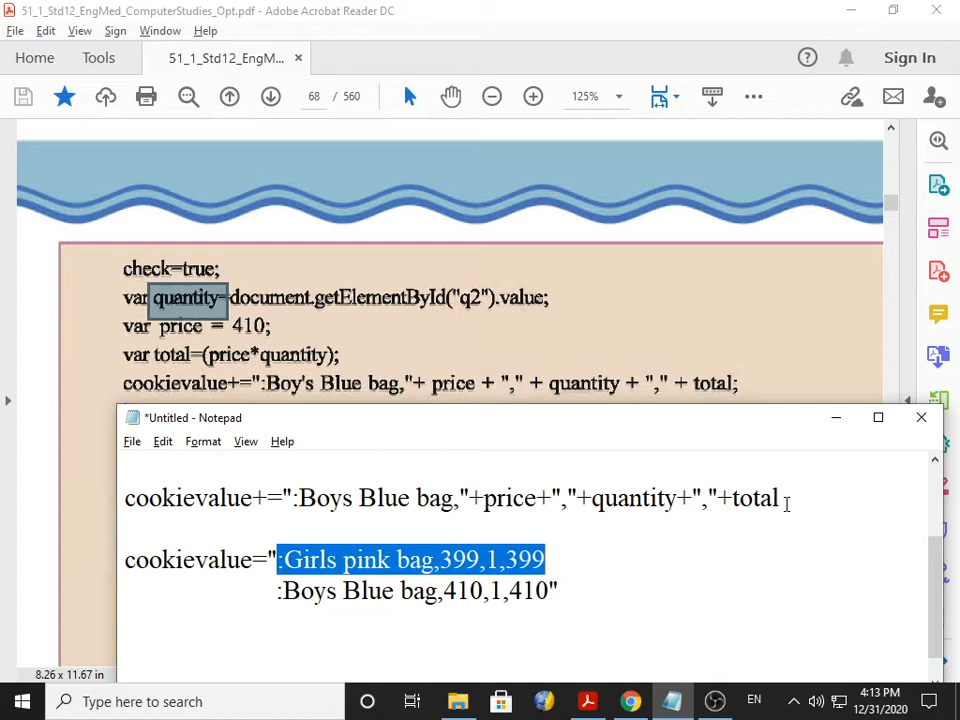 51_1_Std12_EngMed_ComputerStudies_Opt.pdf - Adobe Acrobat Reader DC
File Edit View Sign Window Help
Home Tools 51_1_Std12_EngM... × Sign In
68 / 560 125%
check=true;
var quantity=document.getElementById("q2").value;
var price = 410;
var total=(price*quantity);
cookievalue+=":Boy's Blue bag,"+ price + "," + quantity + "," + total;
*Untitled - Notepad
File Edit Format View Help
cookievalue+=":Boys Blue bag,"+price+","+quantity+","+total
cookievalue=":Girls pink bag,399,1,399
:Boys Blue bag,410,1,410"
8.26 x 11.67 in
Type here to search
EN
4:13 PM
12/31/2020